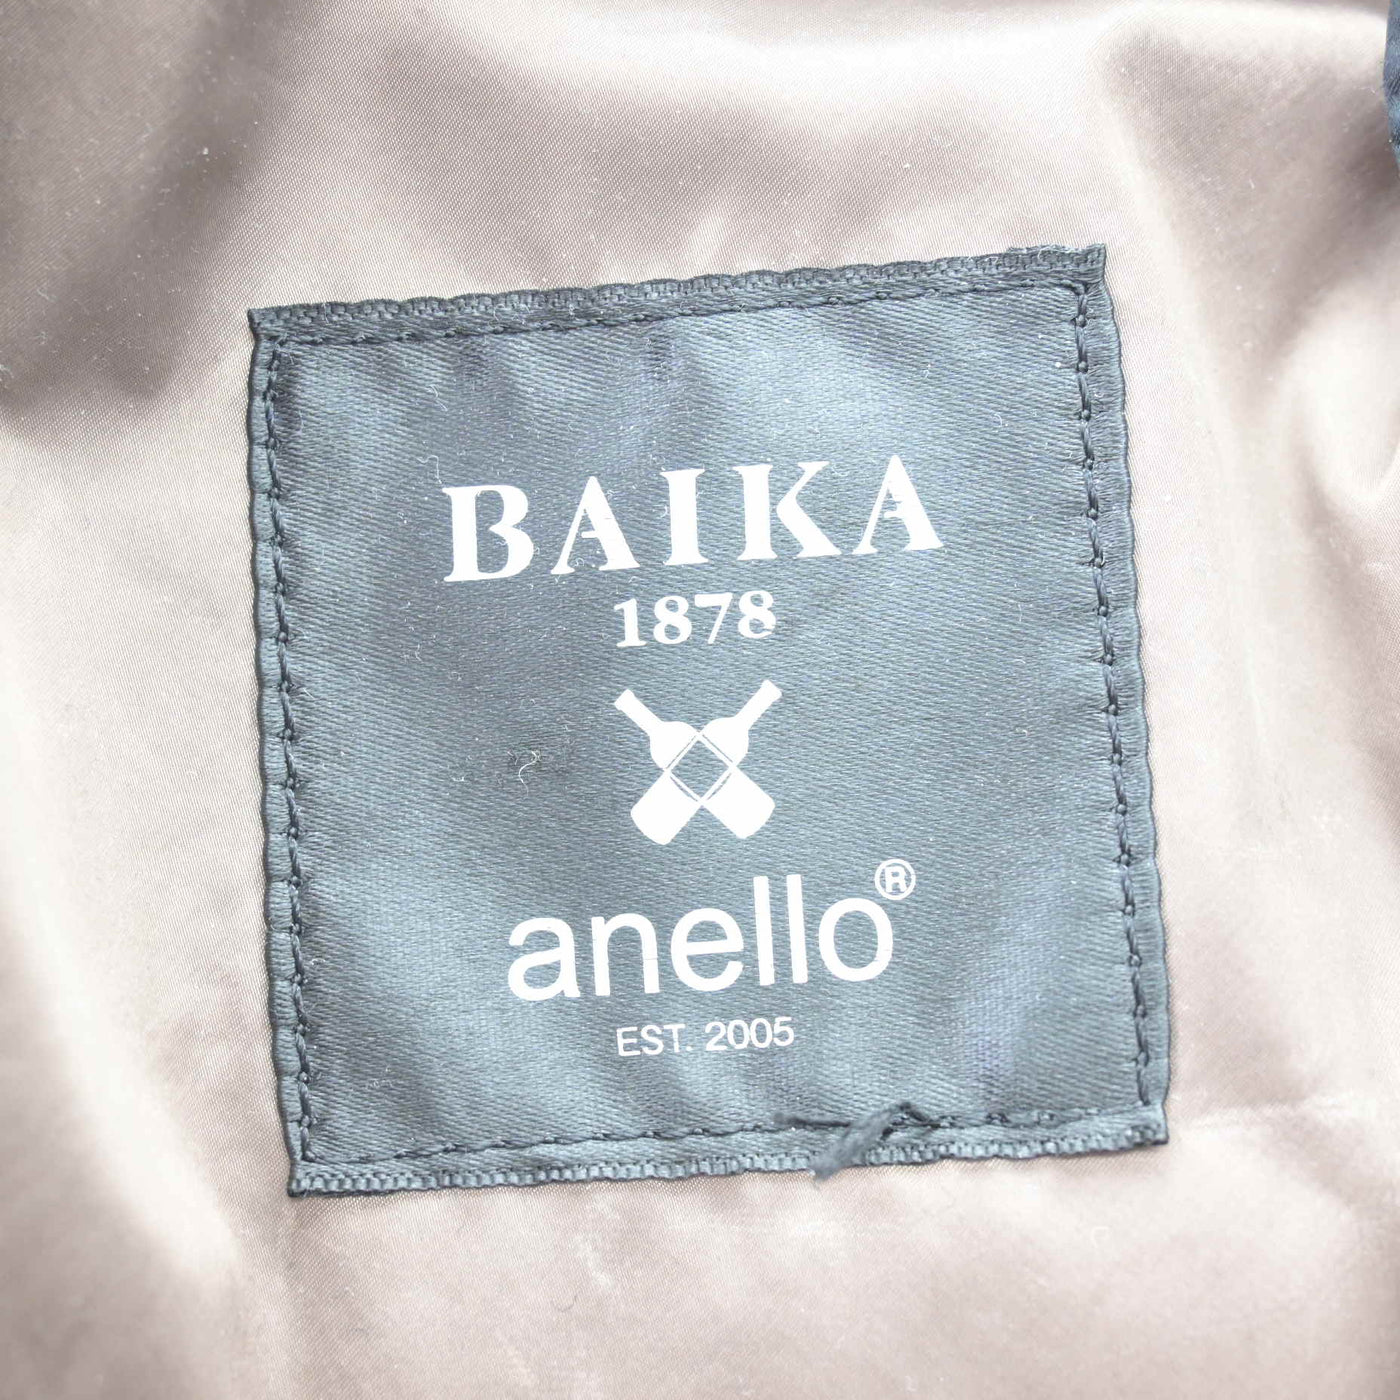 BAIKA
1878
anello®
EST. 2005